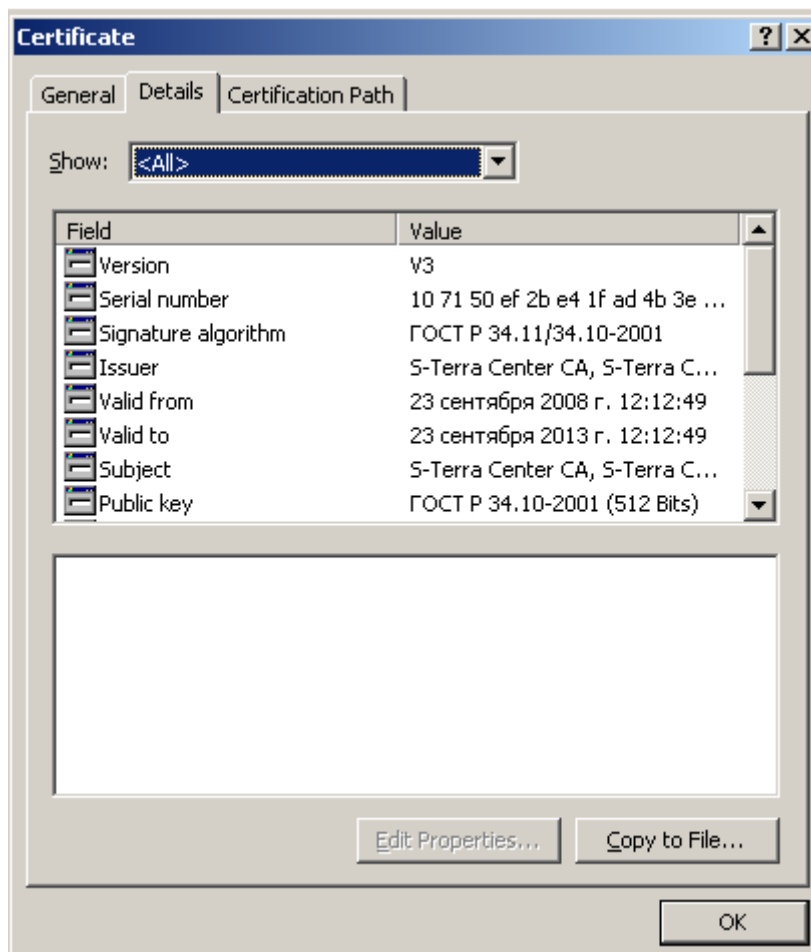 Certificate
General Details Certification Path
Show: <All>
Field Value
Version V3
Serial number 10 71 50 ef 2b e4 1f ad 4b 3e ...
Signature algorithm ГОСТ Р 34.11/34.10-2001
Issuer S-Terra Center CA, S-Terra C...
Valid from 23 сентября 2008 г. 12:12:49
Valid to 23 сентября 2013 г. 12:12:49
Subject S-Terra Center CA, S-Terra C...
Public key ГОСТ Р 34.10-2001 (512 Bits)
Edit Properties... Copy to File...
OK